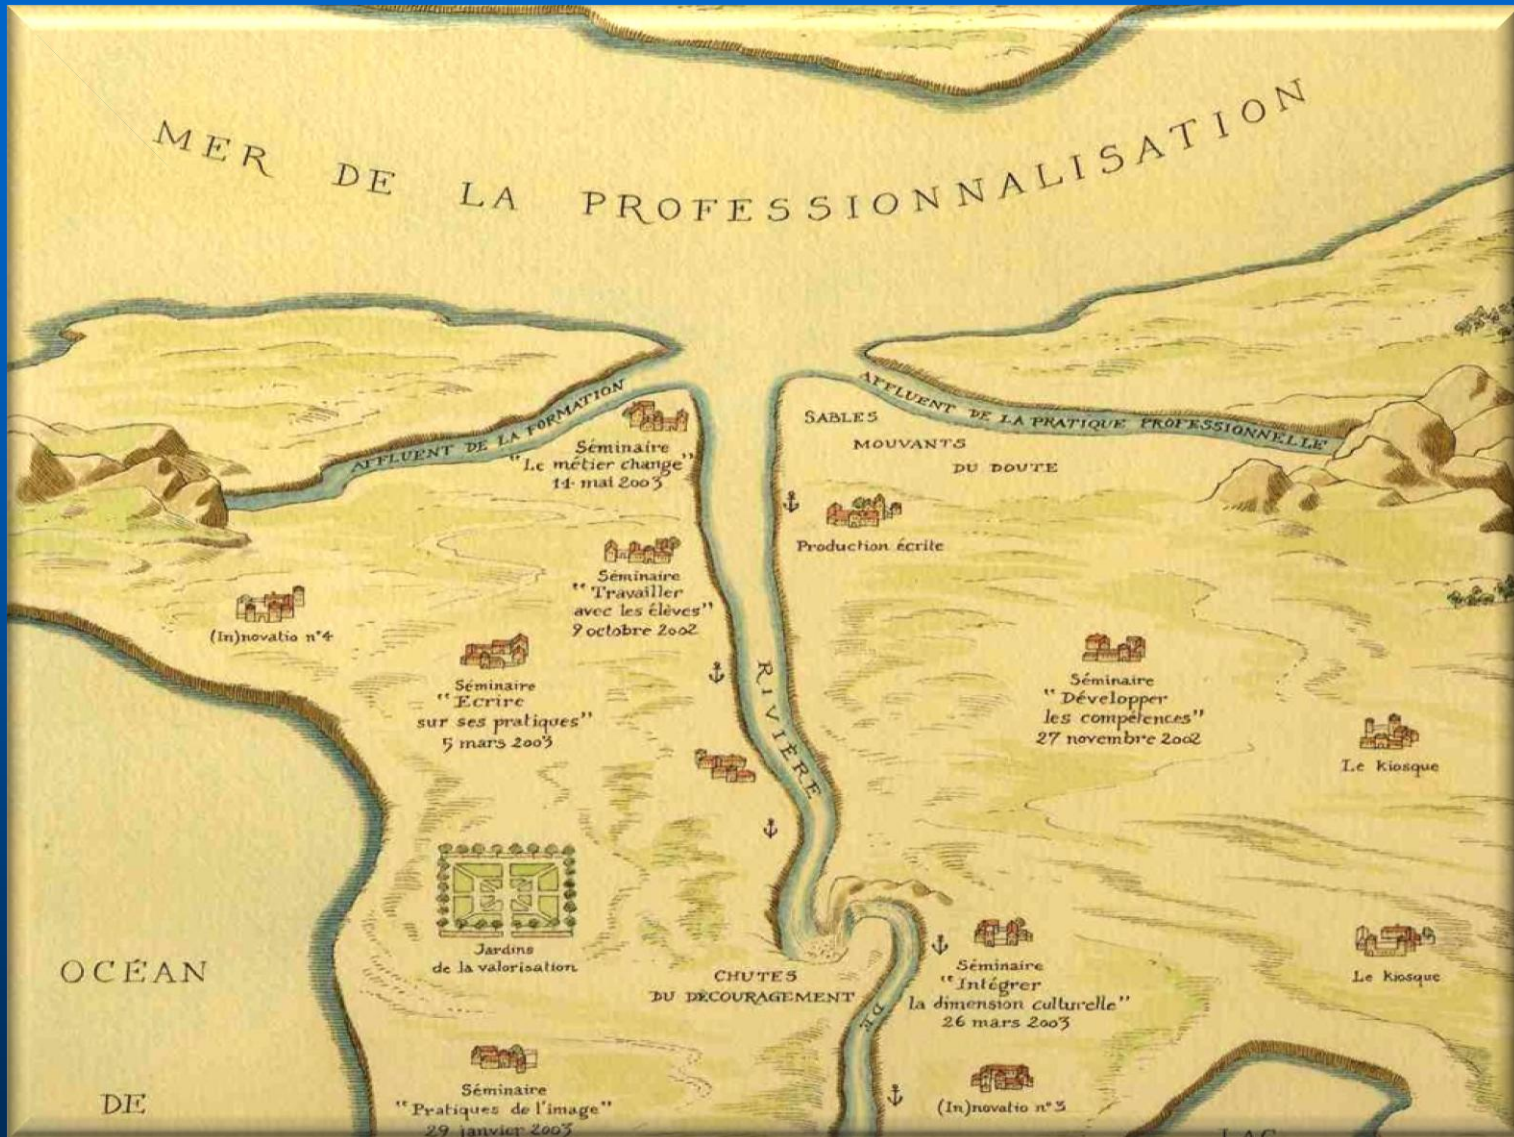 MER DE LA PROFESSIONNALISATION
AFFLUENT DE LA FORMATION
AFFLUENT DE LA PRATIQUE PROFESSIONNELLE
SABLES
MOUVANTS
DU DOUTE
Séminaire
"Le métier change"
14 mai 2003
Production écrite
Séminaire
"Travailler
avec les élèves"
9 octobre 2002
(In)novatio n°4
Séminaire
"Ecrire
sur ses pratiques"
5 mars 2003
Séminaire
"Développer
les compétences"
27 novembre 2002
Le kiosque
RIVIÈRE
DE
Jardins
de la valorisation
OCÉAN
DE
CHUTES
DU DÉCOURAGEMENT
Séminaire
"Intégrer
la dimension culturelle"
26 mars 2003
Le kiosque
Séminaire
"Pratiques de l'image"
29 janvier 2003
(In)novatio n°3
LAC